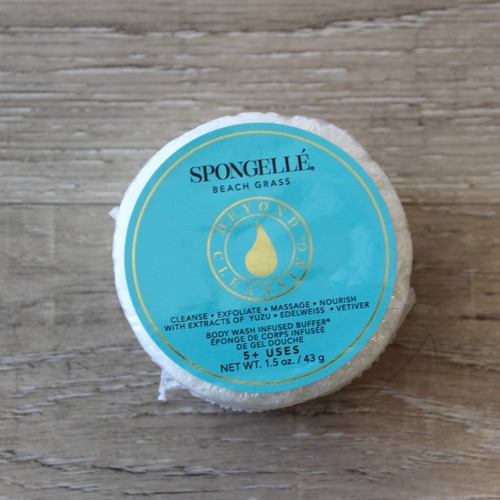 SPONGELLÉ®
BEACH GRASS
BEYOND CLEANSING
CLEANSE • EXFOLIATE • MASSAGE • NOURISH
WITH EXTRACTS OF YUZU • EDELWEISS • VETIVER
BODY WASH INFUSED BUFFER®
ÉPONGE DE CORPS INFUSÉE
DE GEL DOUCHE
5+ USES
NET WT. 1.5 oz. / 43 g